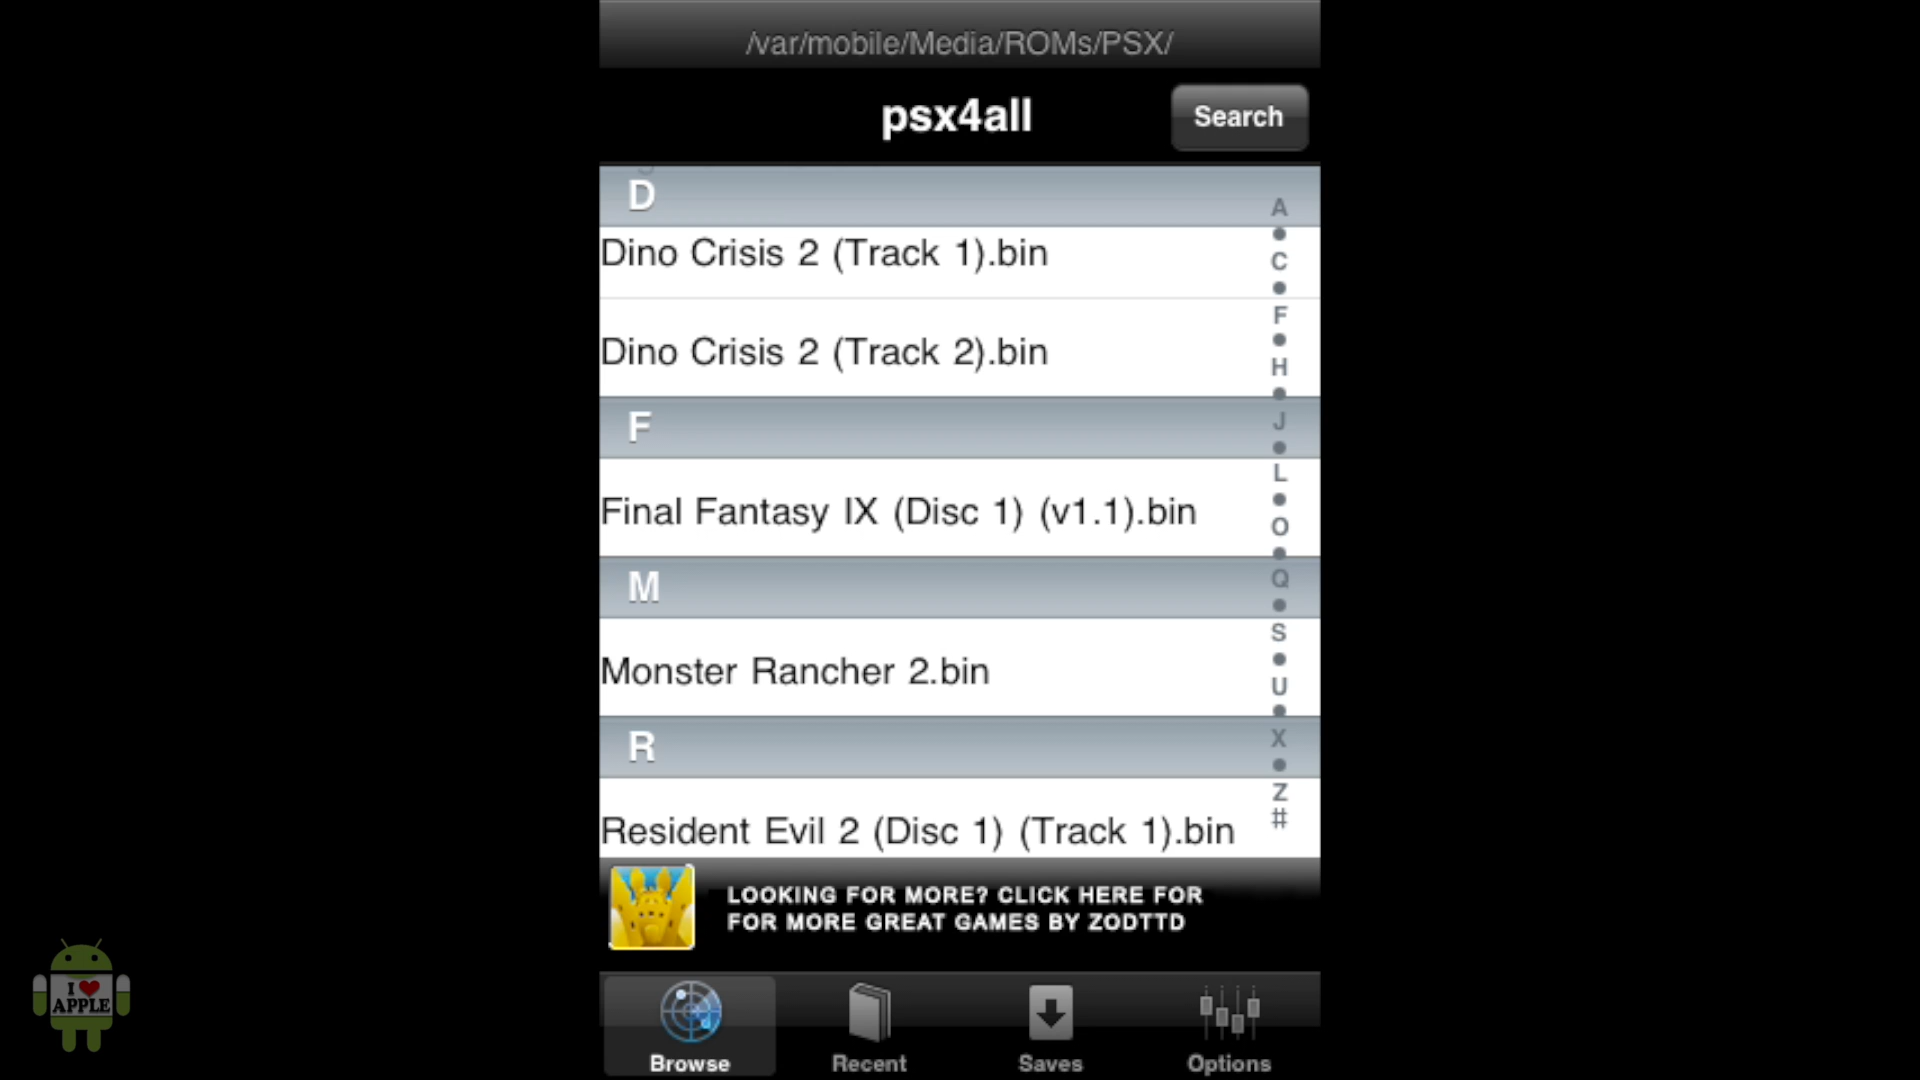 /var/mobile/Media/ROMs/PSX/
psx4all
Search
D
Dino Crisis 2 (Track 1).bin
Dino Crisis 2 (Track 2).bin
F
Final Fantasy IX (Disc 1) (v1.1).bin
M
Monster Rancher 2.bin
R
Resident Evil 2 (Disc 1) (Track 1).bin
A
C
F
H
J
L
O
Q
S
U
X
Z
#
LOOKING FOR MORE? CLICK HERE FOR
FOR MORE GREAT GAMES BY ZODTTD
Browse
Recent
Saves
Options
I ❤
APPLE